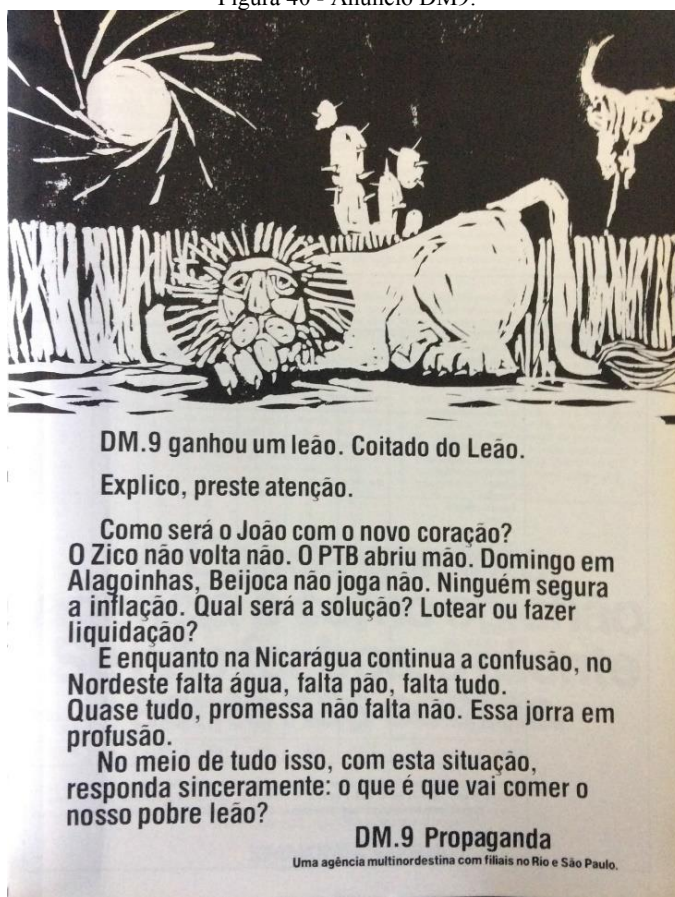 Figura 40 - Anúncio DM9.
DM.9 ganhou um leão. Coitado do Leão.
Explico, preste atenção.
Como será o João com o novo coração?
O Zico não volta não. O PTB abriu mão. Domingo em
Alagoinhas, Beijoca não joga não. Ninguém segura
a inflação. Qual será a solução? Lotear ou fazer
liquidação?
E enquanto na Nicarágua continua a confusão, no
Nordeste falta água, falta pão, falta tudo.
Quase tudo, promessa não falta não. Essa jorra em
profusão.
No meio de tudo isso, com esta situação,
responda sinceramente: o que é que vai comer o
nosso pobre leão?
DM.9 Propaganda
Uma agência multinordestina com filiais no Rio e São Paulo.